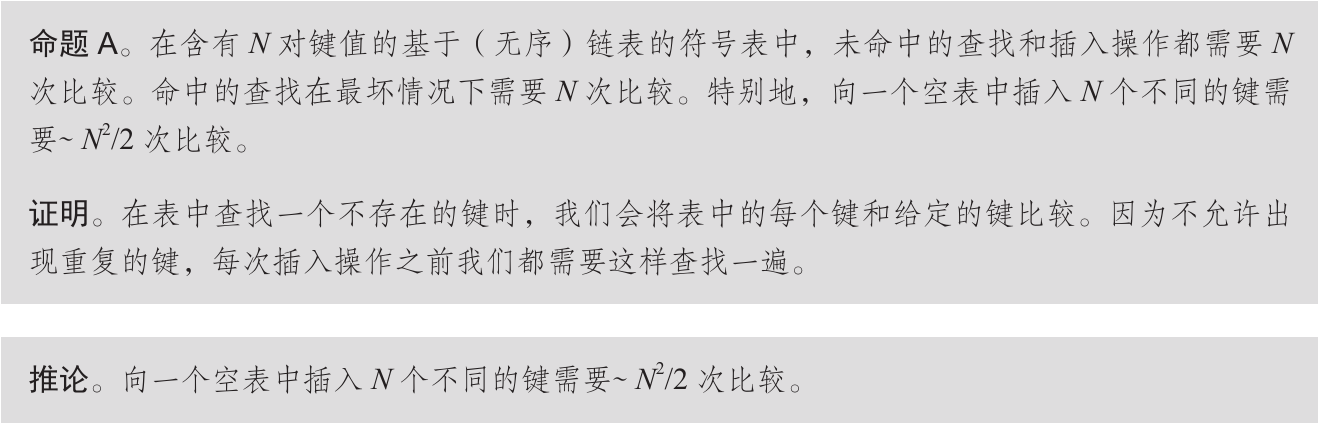 命题 A。在含有 N 对键值的基于（无序）链表的符号表中，未命中的查找和插入操作都需要 N
次比较。命中的查找在最坏情况下需要 N 次比较。特别地，向一个空表中插入 N 个不同的键需
要~ N²/2 次比较。
证明。在表中查找一个不存在的键时，我们会将表中的每个键和给定的键比较。因为不允许出
现重复的键，每次插入操作之前我们都需要这样查找一遍。
推论。向一个空表中插入 N 个不同的键需要~ N²/2 次比较。